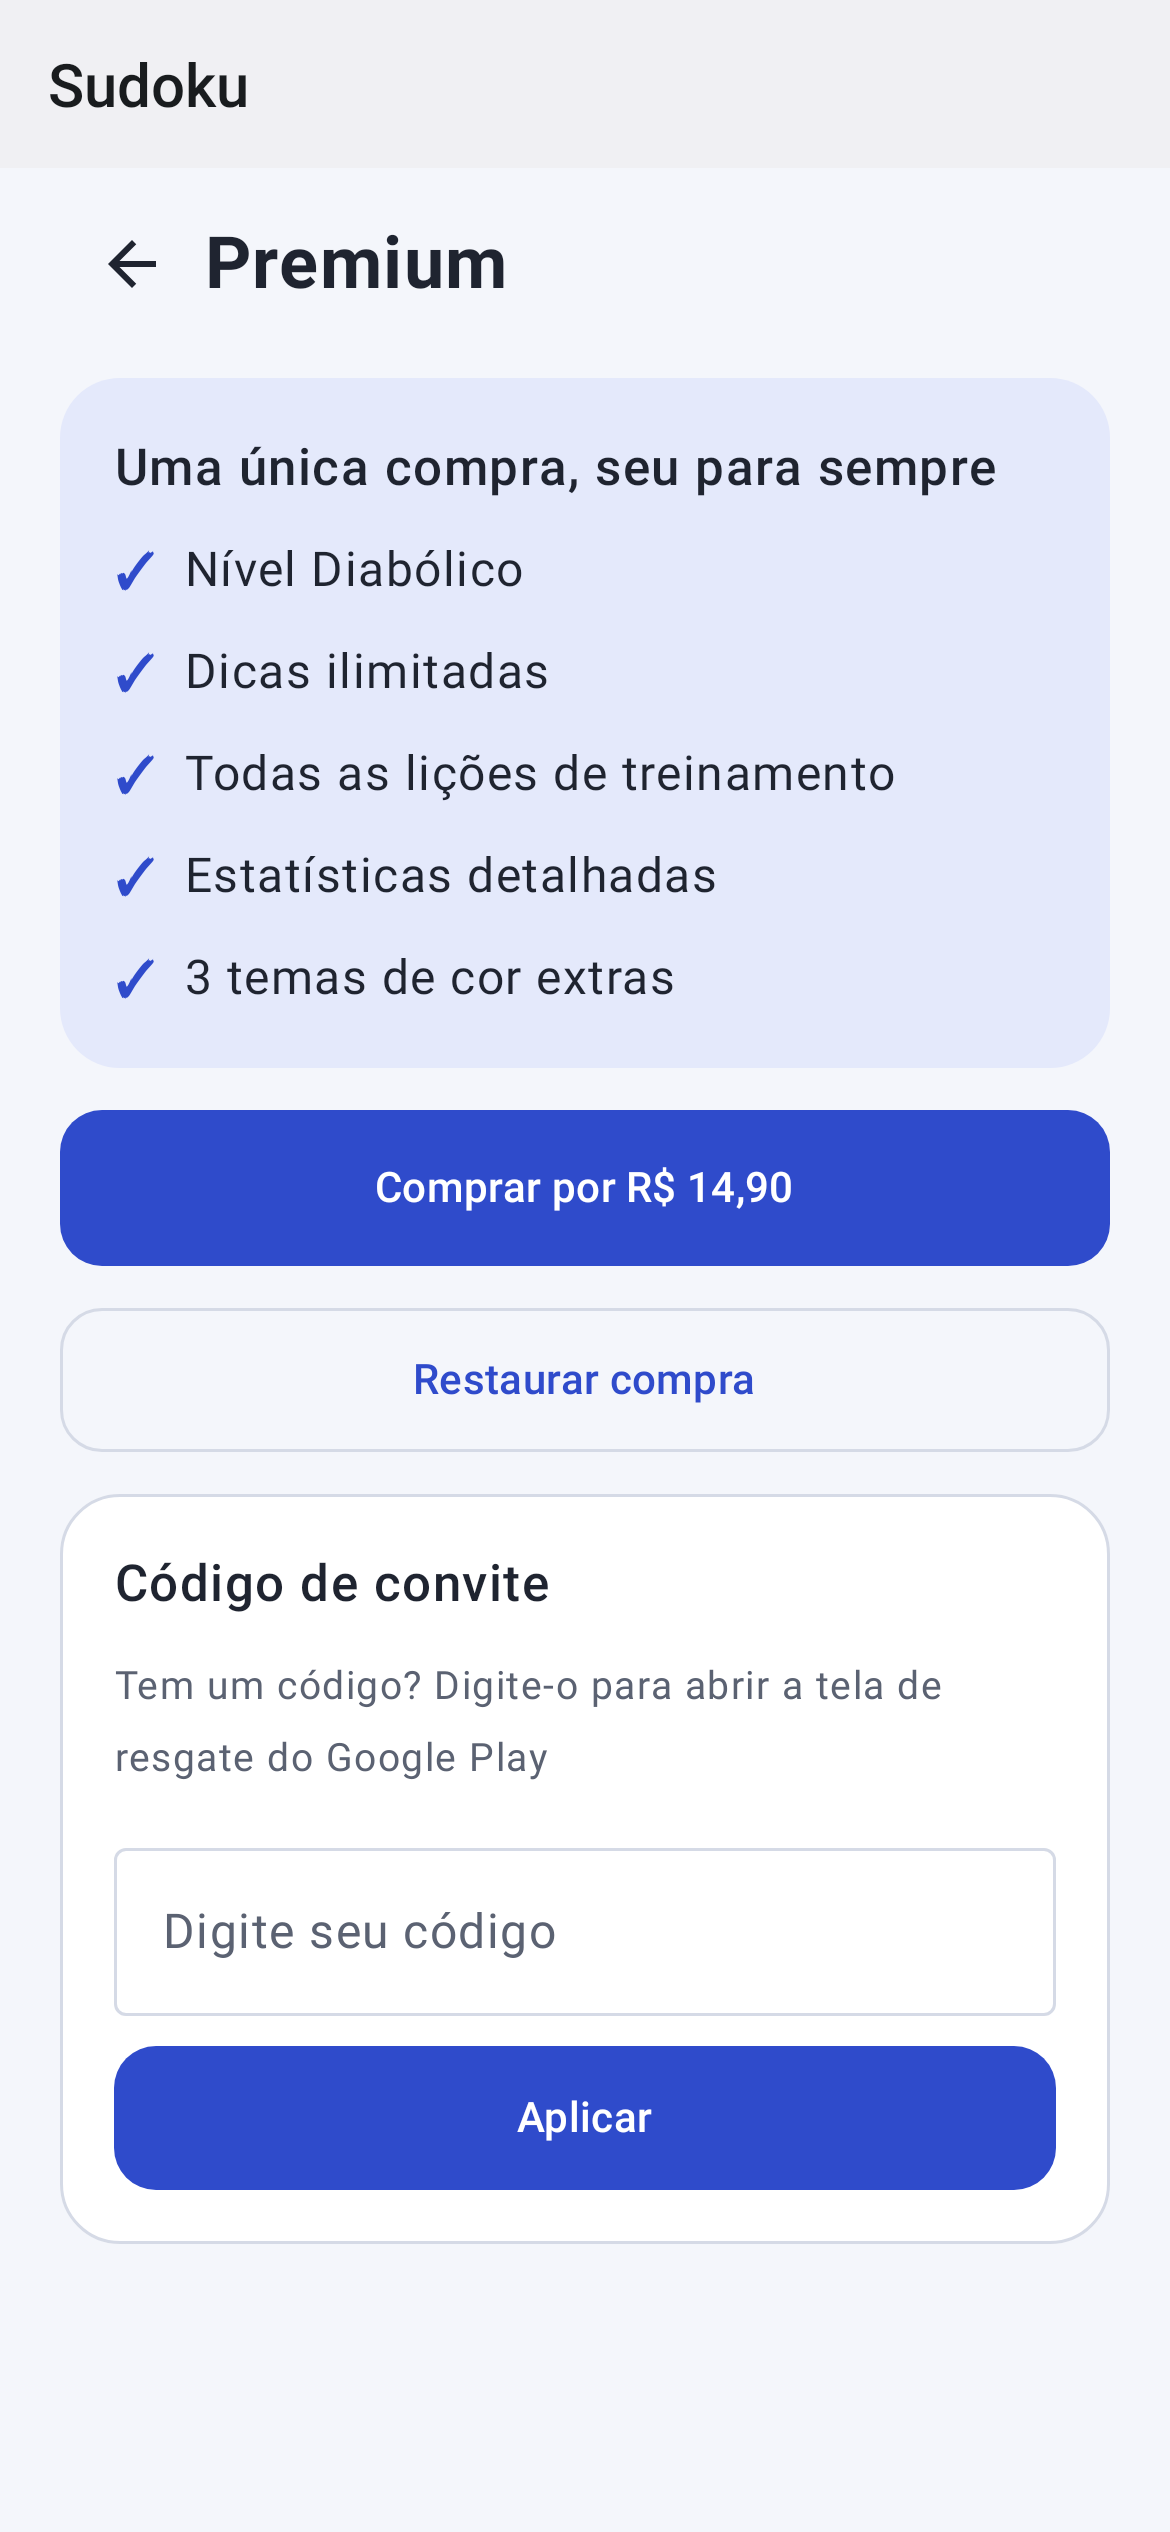 Sudoku
Premium
Uma única compra, seu para sempre
✓ Nível Diabólico
✓ Dicas ilimitadas
✓ Todas as lições de treinamento
✓ Estatísticas detalhadas
✓ 3 temas de cor extras
Comprar por R$ 14,90
Restaurar compra
Código de convite
Tem um código? Digite-o para abrir a tela de
resgate do Google Play
Digite seu código
Aplicar